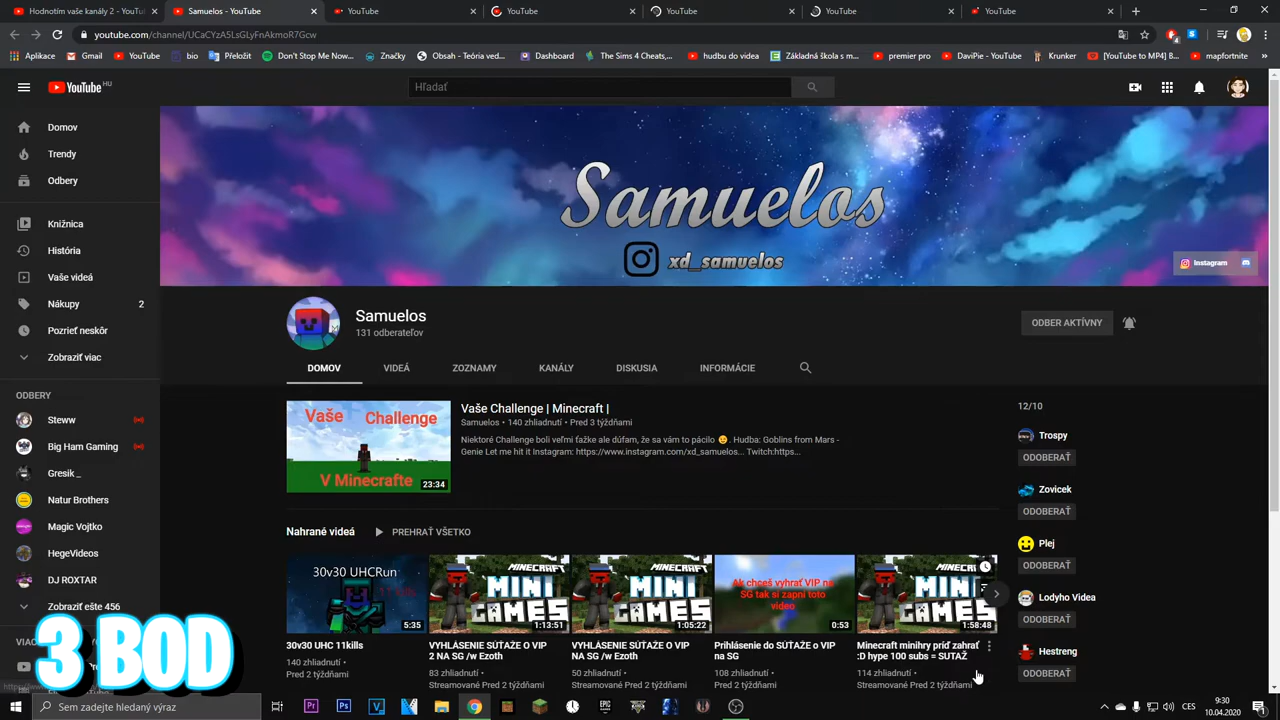 Hodnotím vaše kanály 2 - YouTu
Samuelos - YouTube
YouTube
YouTube
YouTube
YouTube
YouTube
youtube.com/channel/UCaCYzA5LsGLyFnAkmoR7Gcw
Aplikace
Gmail
YouTube
bio
Přeložit
Don't Stop Me Now...
Značky
Obsah - Teória ved...
Dashboard
The Sims 4 Cheats,...
hudbu do videa
Základná škola s m...
premier pro
DaviPie - YouTube
Krunker
[YouTube to MP4] B...
mapfortnite
YouTube HU
Hľadať
Domov
Trendy
Odbery
Knižnica
História
Vaše videá
Nákupy 2
Pozrieť neskôr
Zobraziť viac
ODBERY
Steww
Big Ham Gaming
Gresik _
Natur Brothers
Magic Vojtko
HegeVideos
DJ ROXTAR
Zobraziť ešte 456
3 BOD
Samuelos
xd_samuelos
Instagram
Samuelos
131 odberateľov
ODBER AKTÍVNY
DOMOV
VIDEÁ
ZOZNAMY
KANÁLY
DISKUSIA
INFORMÁCIE
Vaše Challenge
V Minecrafte
23:34
Vaše Challenge | Minecraft |
Samuelos • 140 zhliadnutí • Pred 3 týždňami
Niektoré Challenge boli veľmi ťažke ale dúfam, že sa vám to páčilo 😉. Hudba: Goblins from Mars -
Genie Let me hit it Instagram: https://www.instagram.com/xd_samuelos... Twitch:https...
Nahrané videá
PREHRAŤ VŠETKO
30v30 UHCRun
11 kills
5:35
30v30 UHC 11kills
140 zhliadnutí •
Pred 2 týždňami
MINECRAFT
MINI
GAMES
1:13:51
VYHLÁSENIE SÚŤAŽE O VIP
2 NA SG /w Ezoth
83 zhliadnutí •
Streamované Pred 2 týždňami
MINECRAFT
MINI
GAMES
1:05:22
VYHLÁSENIE SÚŤAŽE O VIP
NA SG /w Ezoth
50 zhliadnutí •
Streamované Pred 2 týždňami
Ak chceš vyhrať VIP na
SG tak si zapni toto
video
0:53
Prihlásenie do SÚŤAŽE o VIP
na SG
108 zhliadnutí •
Pred 2 týždňami
MINECRAFT
MINI
GAMES
1:58:48
Minecraft minihry príď zahrať
:D hype 100 subs = SUTAŽ
114 zhliadnutí •
Streamované Pred 2 týždňami
12/10
Trospy
ODOBERAŤ
Zovicek
ODOBERAŤ
Plej
ODOBERAŤ
Lodyho Videa
ODOBERAŤ
Hestreng
ODOBERAŤ
Sem zadejte hledaný výraz
CES
9:30
10.04.2020